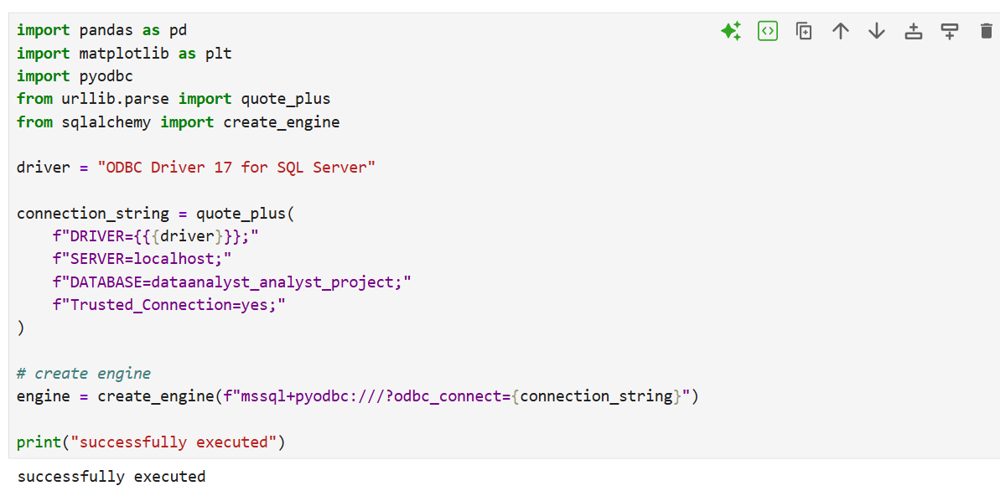 import pandas as pd
import matplotlib as plt
import pyodbc
from urllib.parse import quote_plus
from sqlalchemy import create_engine
driver = "ODBC Driver 17 for SQL Server"
connection_string = quote_plus(
    f"DRIVER={{{driver}}};"
    f"SERVER=localhost;"
    f"DATABASE=dataanalyst_analyst_project;"
    f"Trusted_Connection=yes;"
)
# create engine
engine = create_engine(f"mssql+pyodbc:///?odbc_connect={connection_string}")
print("successfully executed")
successfully executed